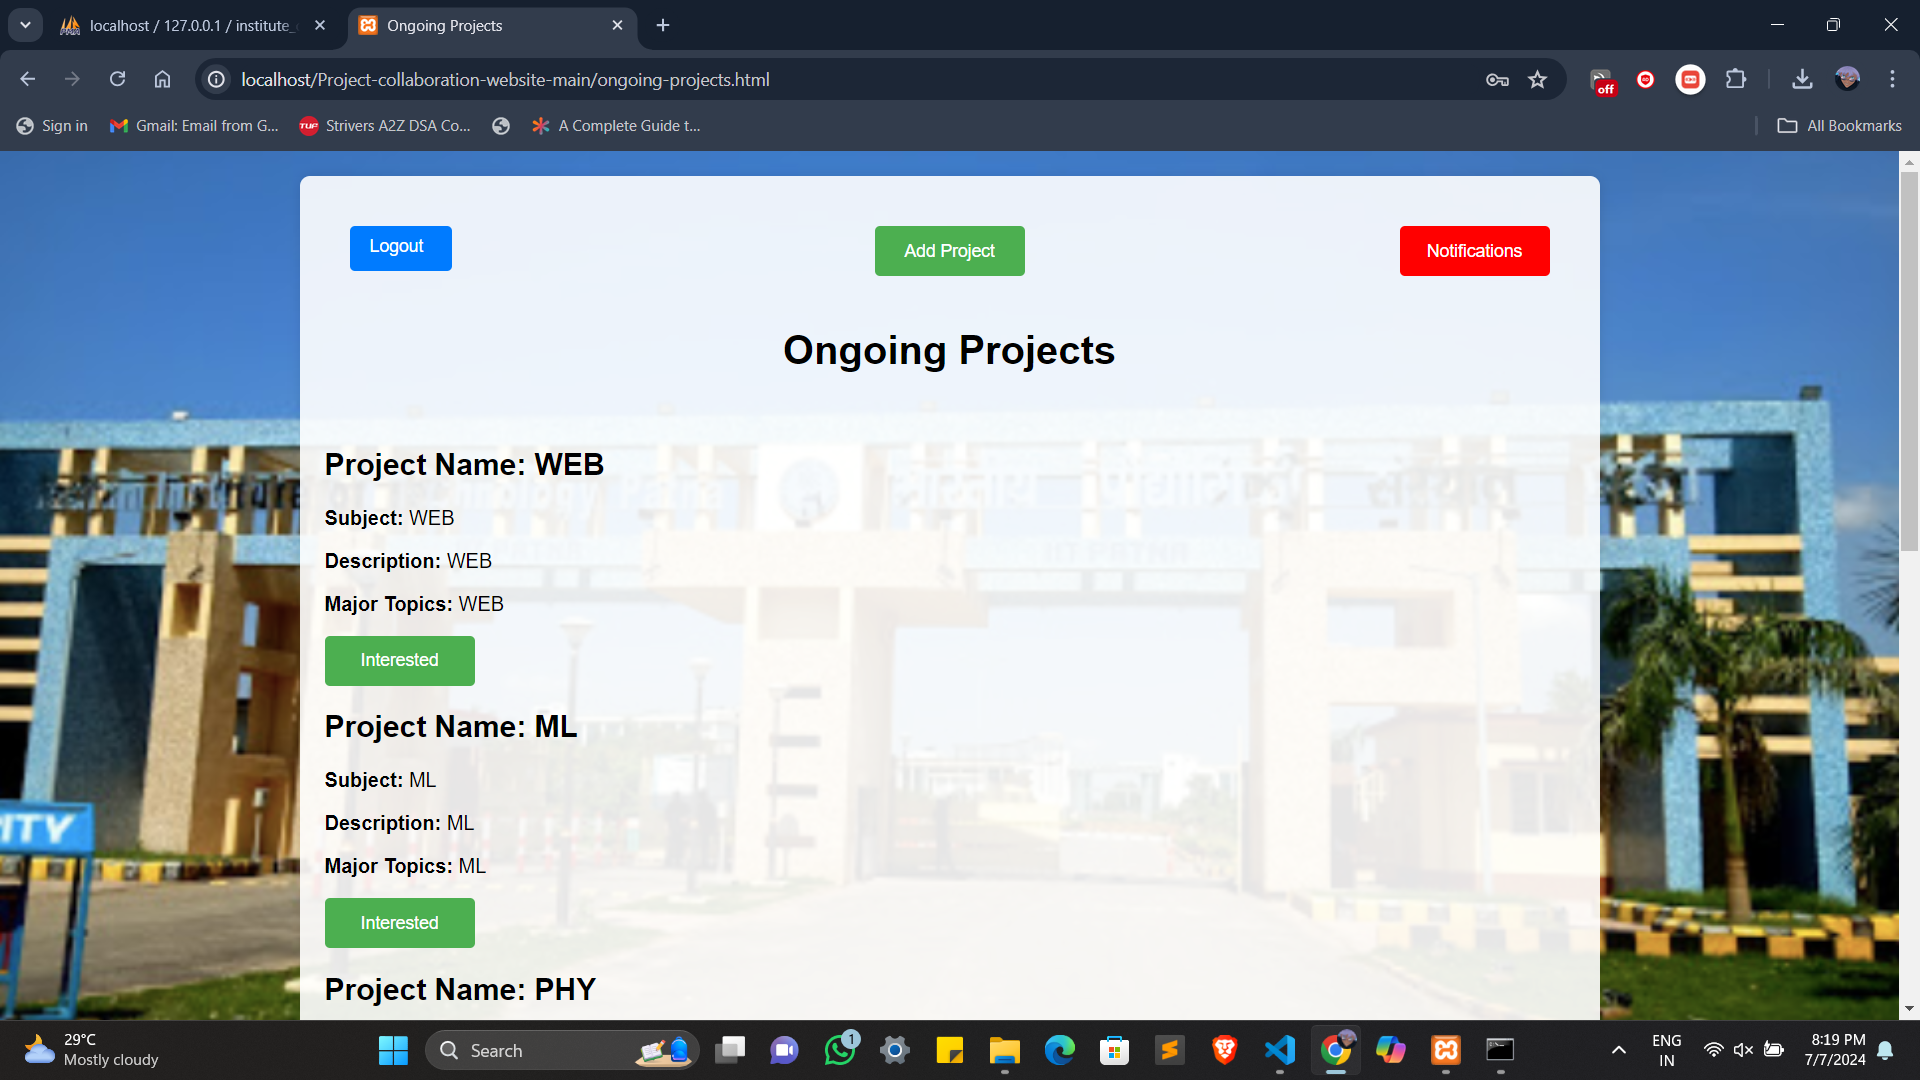 localhost / 127.0.0.1 / institute_
Ongoing Projects
localhost/Project-collaboration-website-main/ongoing-projects.html
off
Sign in
Gmail: Email from G...
TUF
Strivers A2Z DSA Co...
A Complete Guide t...
All Bookmarks
Logout
Add Project
Notifications
Ongoing Projects
Project Name: WEB
Subject: WEB
Description: WEB
Major Topics: WEB
Interested
Project Name: ML
Subject: ML
Description: ML
Major Topics: ML
Interested
Project Name: PHY
ITY
29°C
Mostly cloudy
Search
1
ENG
IN
8:19 PM
7/7/2024